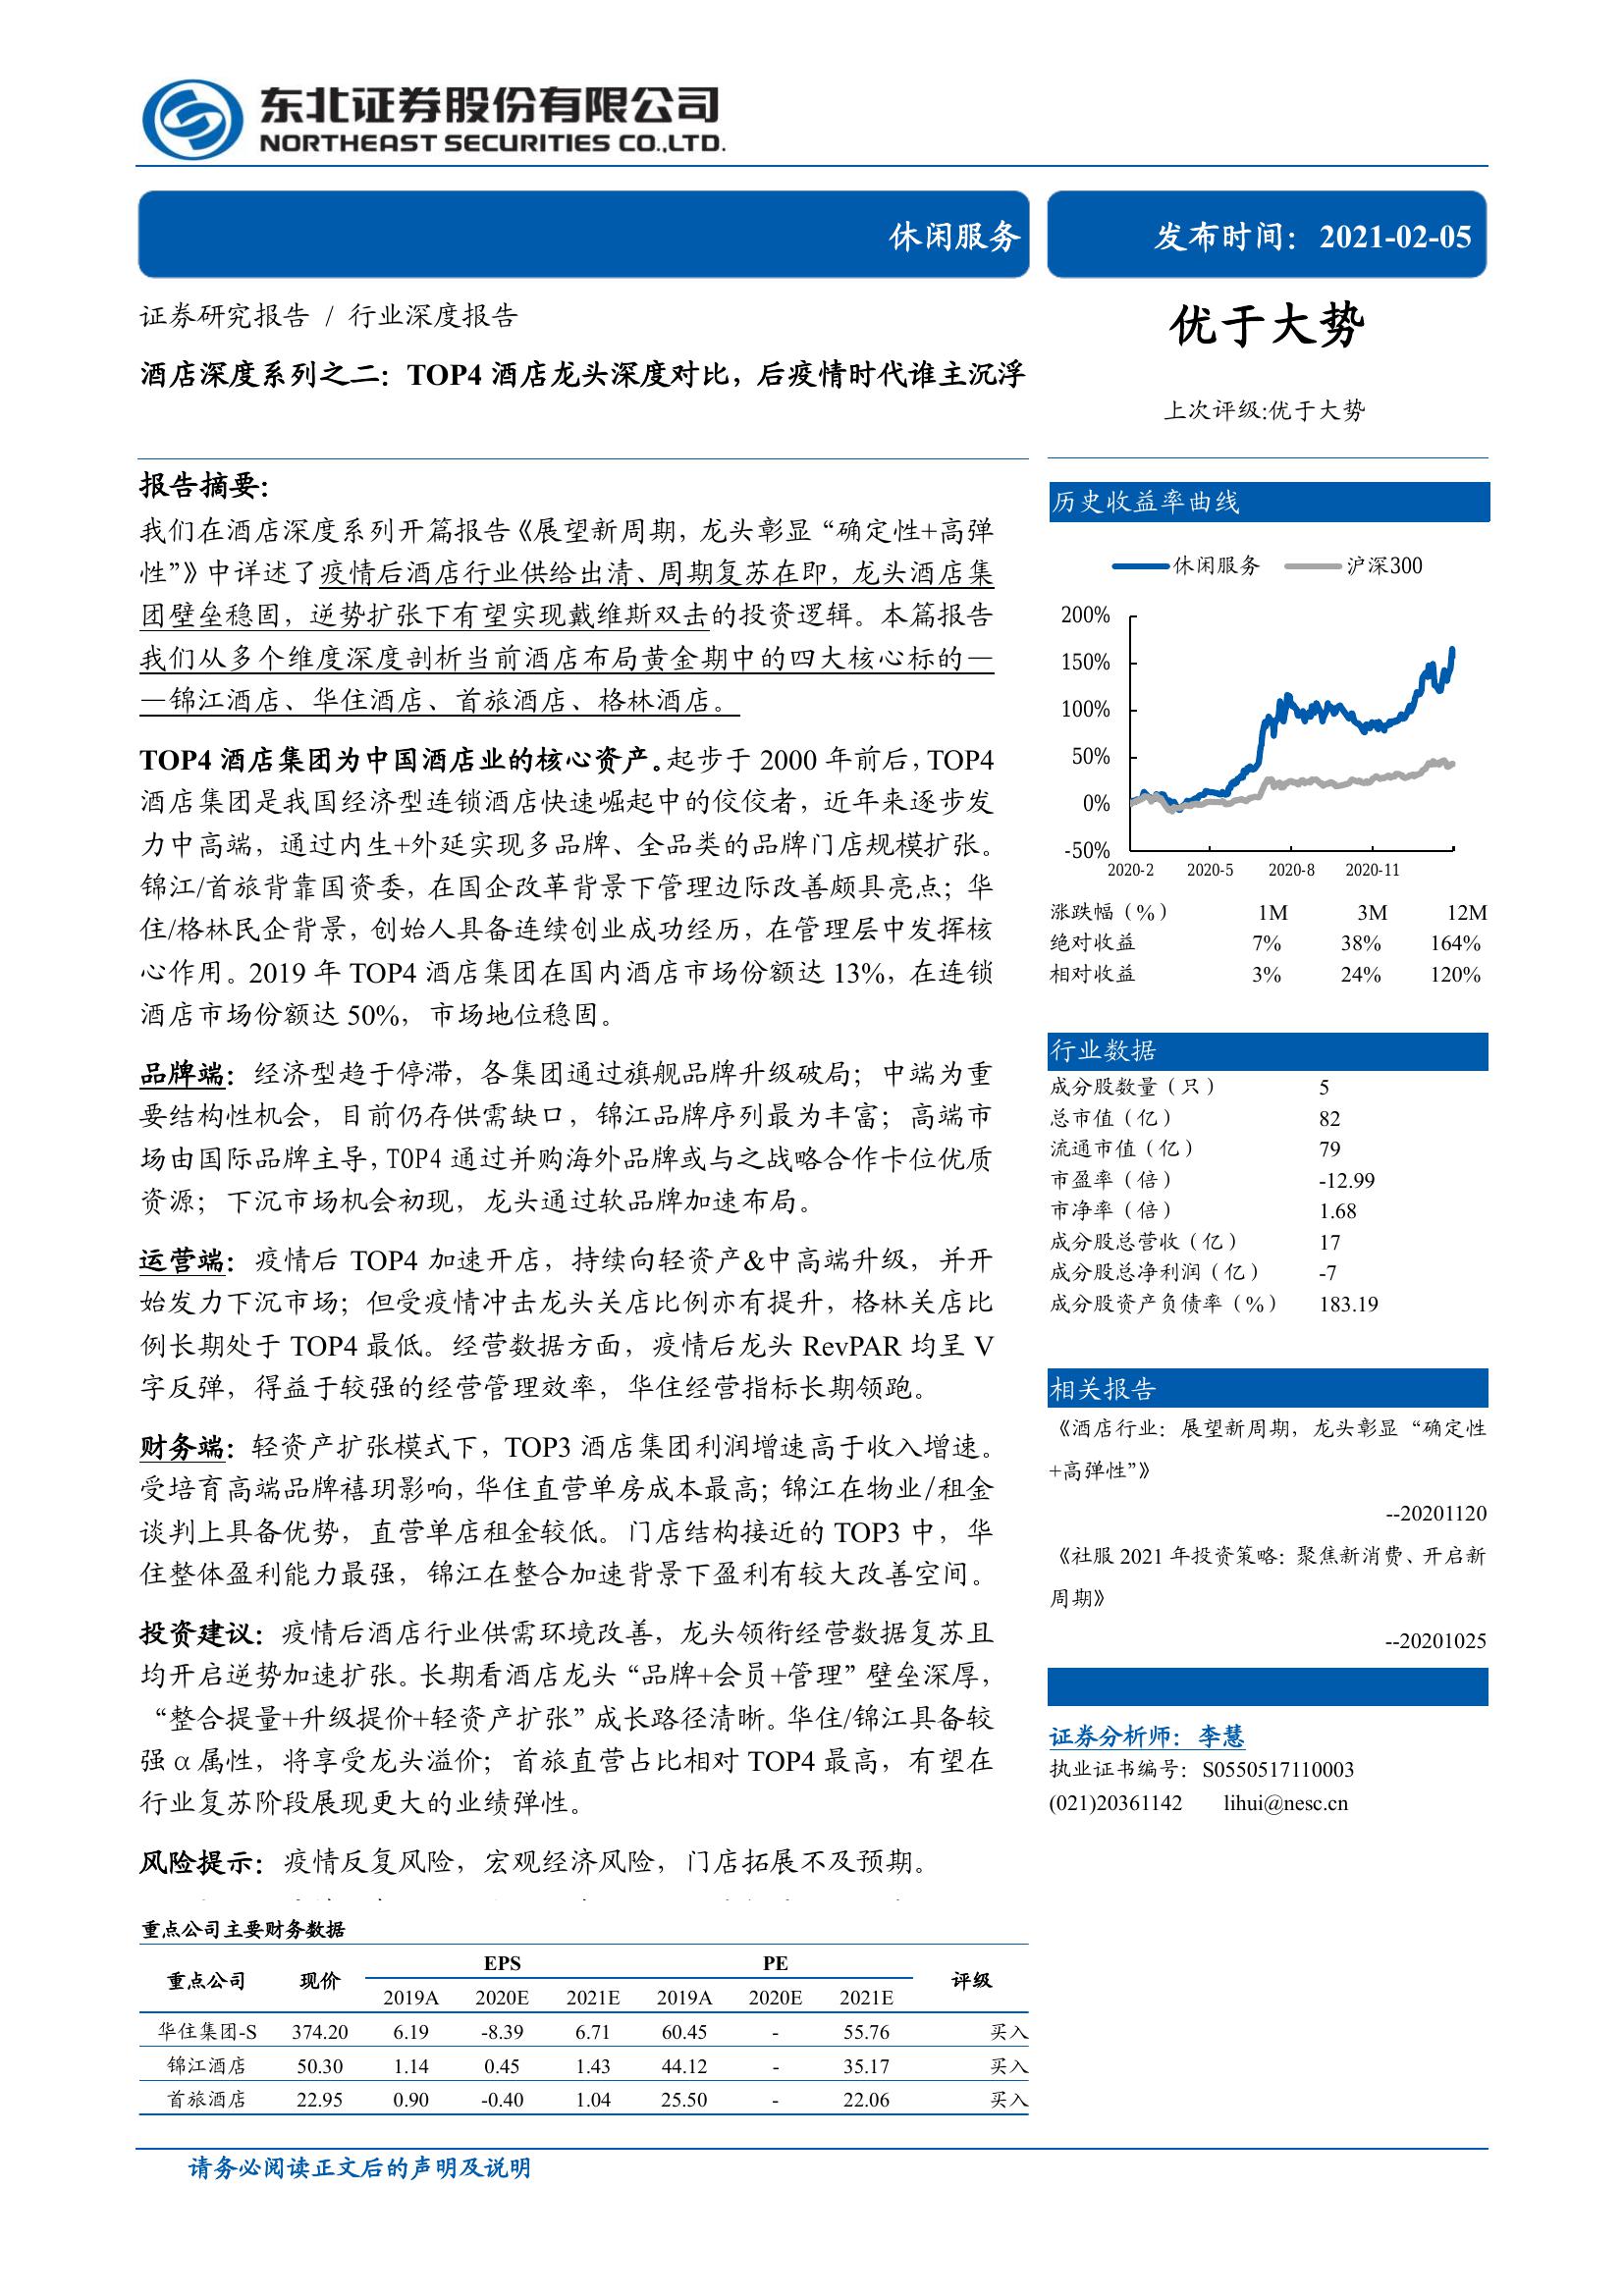 东北证券股份有限公司
NORTHEAST SECURITIES CO.,LTD.
休闲服务
发布时间：2021-02-05
证券研究报告 / 行业深度报告
酒店深度系列之二：TOP4 酒店龙头深度对比，后疫情时代谁主沉浮
优于大势
上次评级:优于大势
报告摘要：
我们在酒店深度系列开篇报告《展望新周期，龙头彰显“确定性+高弹
性”》中详述了疫情后酒店行业供给出清、周期复苏在即，龙头酒店集
团壁垒稳固，逆势扩张下有望实现戴维斯双击的投资逻辑。本篇报告
我们从多个维度深度剖析当前酒店布局黄金期中的四大核心标的—
—锦江酒店、华住酒店、首旅酒店、格林酒店。
TOP4 酒店集团为中国酒店业的核心资产。起步于 2000 年前后，TOP4
酒店集团是我国经济型连锁酒店快速崛起中的佼佼者，近年来逐步发
力中高端，通过内生+外延实现多品牌、全品类的品牌门店规模扩张。
锦江/首旅背靠国资委，在国企改革背景下管理边际改善颇具亮点；华
住/格林民企背景，创始人具备连续创业成功经历，在管理层中发挥核
心作用。2019 年 TOP4 酒店集团在国内酒店市场份额达 13%，在连锁
酒店市场份额达 50%，市场地位稳固。
品牌端：经济型趋于停滞，各集团通过旗舰品牌升级破局；中端为重
要结构性机会，目前仍存供需缺口，锦江品牌序列最为丰富；高端市
场由国际品牌主导，TOP4 通过并购海外品牌或与之战略合作卡位优质
资源；下沉市场机会初现，龙头通过软品牌加速布局。
运营端：疫情后 TOP4 加速开店，持续向轻资产&中高端升级，并开
始发力下沉市场；但受疫情冲击龙头关店比例亦有提升，格林关店比
例长期处于 TOP4 最低。经营数据方面，疫情后龙头 RevPAR 均呈 V
字反弹，得益于较强的经营管理效率，华住经营指标长期领跑。
财务端：轻资产扩张模式下，TOP3 酒店集团利润增速高于收入增速。
受培育高端品牌禧玥影响，华住直营单房成本最高；锦江在物业/租金
谈判上具备优势，直营单店租金较低。门店结构接近的 TOP3 中，华
住整体盈利能力最强，锦江在整合加速背景下盈利有较大改善空间。
投资建议：疫情后酒店行业供需环境改善，龙头领衔经营数据复苏且
均开启逆势加速扩张。长期看酒店龙头“品牌+会员+管理”壁垒深厚，
“整合提量+升级提价+轻资产扩张”成长路径清晰。华住/锦江具备较
强 α 属性，将享受龙头溢价；首旅直营占比相对 TOP4 最高，有望在
行业复苏阶段展现更大的业绩弹性。
风险提示：疫情反复风险，宏观经济风险，门店拓展不及预期。
重点公司主要财务数据
重点公司 现价 EPS PE 评级
2019A 2020E 2021E 2019A 2020E 2021E
华住集团-S 374.20 6.19 -8.39 6.71 60.45 - 55.76 买入
锦江酒店 50.30 1.14 0.45 1.43 44.12 - 35.17 买入
首旅酒店 22.95 0.90 -0.40 1.04 25.50 - 22.06 买入
历史收益率曲线
休闲服务 沪深300
200%
150%
100%
50%
0%
-50%
2020-2 2020-5 2020-8 2020-11
涨跌幅（%） 1M 3M 12M
绝对收益 7% 38% 164%
相对收益 3% 24% 120%
行业数据
成分股数量（只） 5
总市值（亿） 82
流通市值（亿） 79
市盈率（倍） -12.99
市净率（倍） 1.68
成分股总营收（亿） 17
成分股总净利润（亿） -7
成分股资产负债率（%） 183.19
相关报告
《酒店行业：展望新周期，龙头彰显“确定性
+高弹性”》
--20201120
《社服 2021 年投资策略：聚焦新消费、开启新
周期》
--20201025
证券分析师：李慧
执业证书编号：S0550517110003
(021)20361142 lihui@nesc.cn
请务必阅读正文后的声明及说明